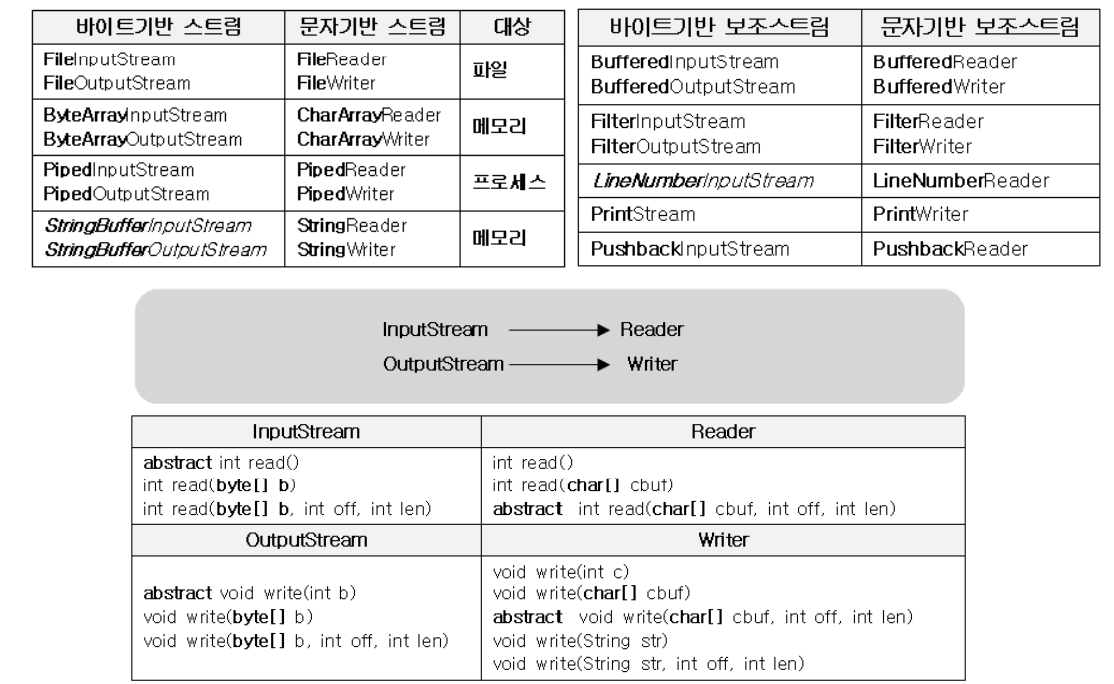 바이트기반 스트림 문자기반 스트림 대상
FileInputStream FileReader 파일
FileOutputStream FileWriter
ByteArrayInputStream CharArrayReader 메모리
ByteArrayOutputStream CharArrayWriter
PipedInputStream PipedReader 프로세스
PipedOutputStream PipedWriter
StringBufferInputStream StringReader 메모리
StringBufferOutputStream StringWriter
바이트기반 보조스트림 문자기반 보조스트림
BufferedInputStream BufferedReader
BufferedOutputStream BufferedWriter
FilterInputStream FilterReader
FilterOutputStream FilterWriter
LineNumberInputStream LineNumberReader
PrintStream PrintWriter
PushbackInputStream PushbackReader
InputStream → Reader
OutputStream → Writer
InputStream Reader
abstract int read() int read()
int read(byte[] b) int read(char[] cbuf)
int read(byte[] b, int off, int len) abstract int read(char[] cbuf, int off, int len)
OutputStream Writer
abstract void write(int b)
void write(byte[] b)
void write(byte[] b, int off, int len)
void write(int c)
void write(char[] cbuf)
abstract void write(char[] cbuf, int off, int len)
void write(String str)
void write(String str, int off, int len)